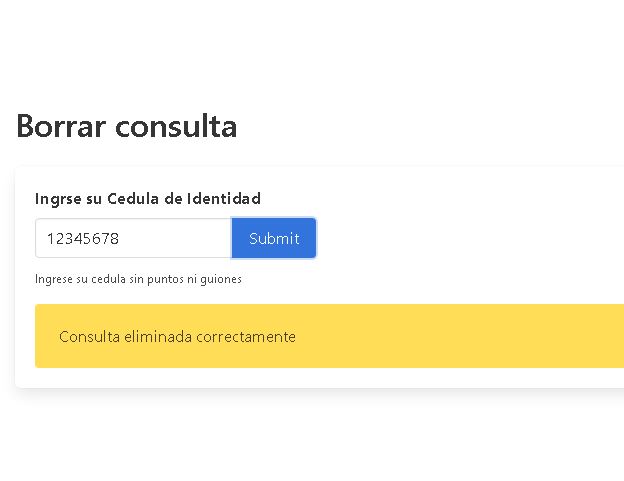 Borrar consulta
Ingrse su Cedula de Identidad
12345678 Submit
Ingrese su cedula sin puntos ni guiones
Consulta eliminada correctamente